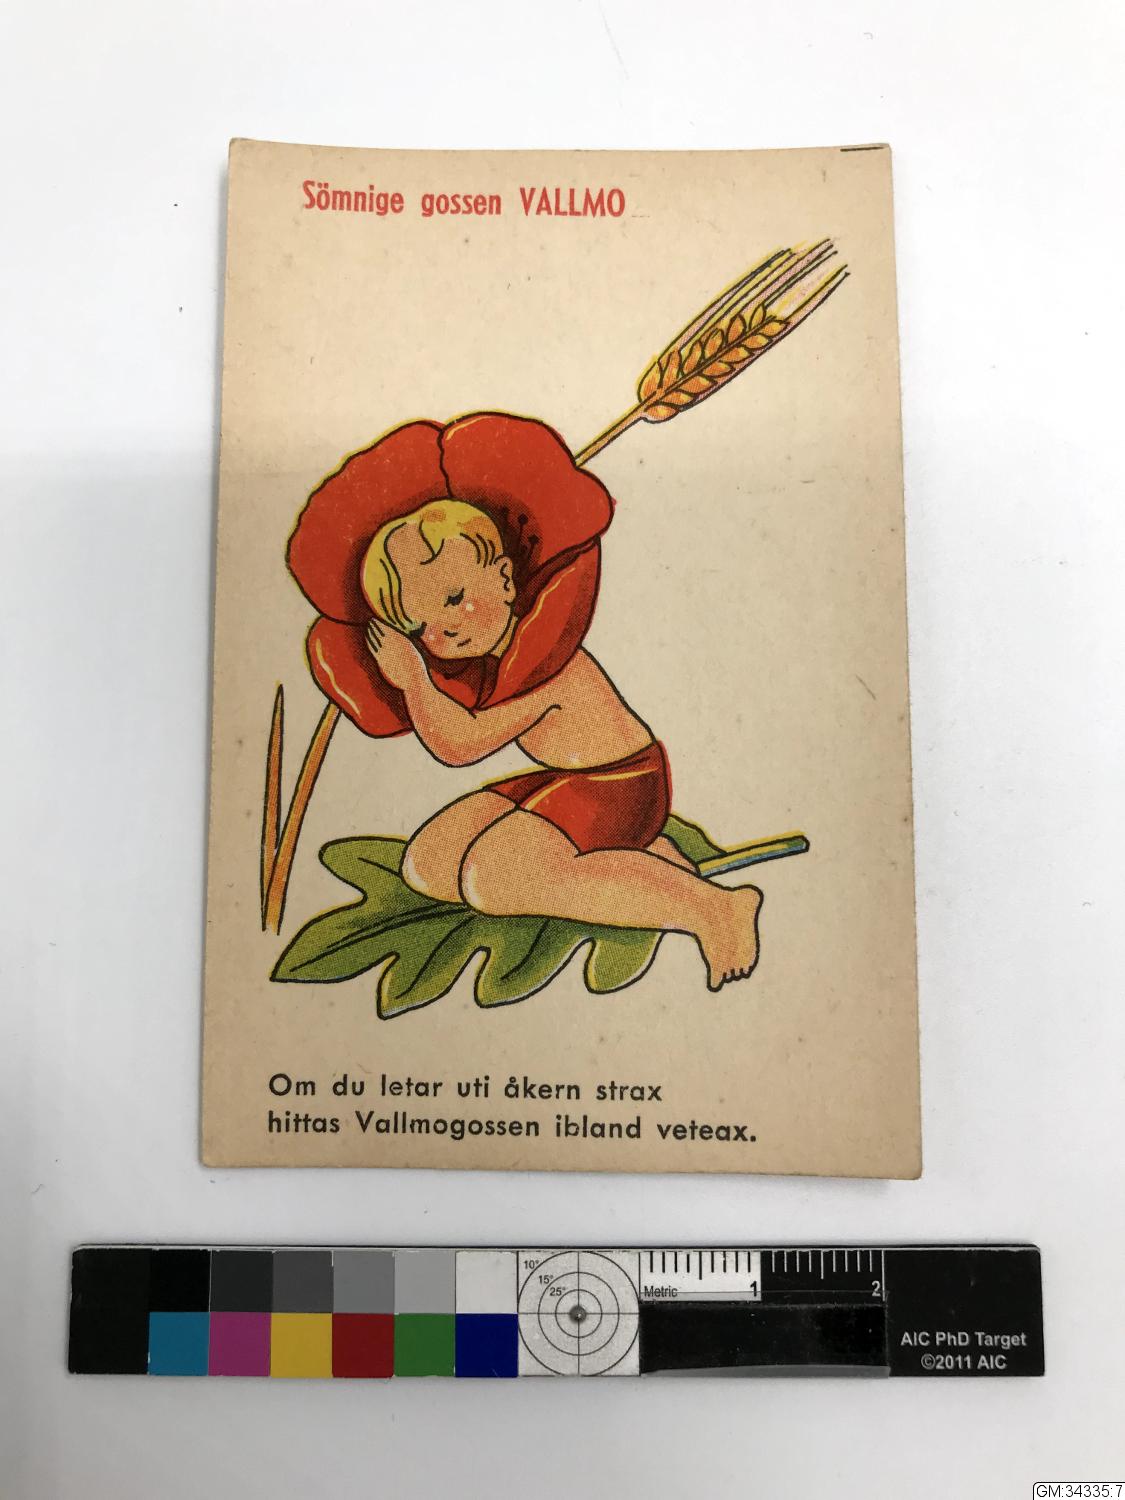 Sömnige gossen VALLMO
Om du letar uti åkern strax
hittas Vallmogossen ibland veteax.
10°
15°
25°
Metric
1
2
AIC PhD Target
©2011 AIC
GM:34335:7